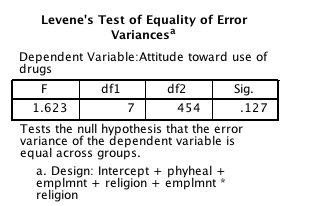 Levene's Test of Equality of Error
Variancesa
Dependent Variable:Attitude toward use of
drugs
F df1 df2 Sig.
1.623 7 454 .127
Tests the null hypothesis that the error
variance of the dependent variable is
equal across groups.
a. Design: Intercept + phyheal +
emplmnt + religion + emplmnt *
religion